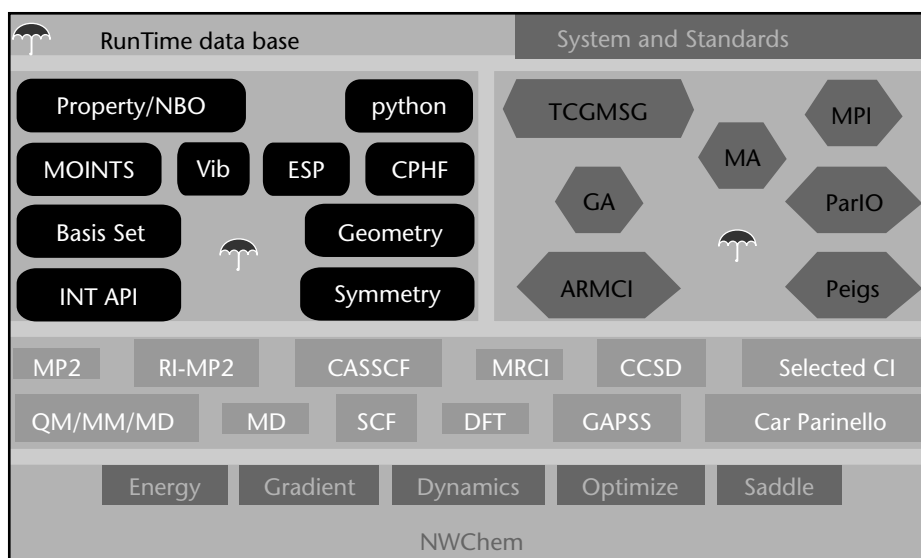 RunTime data base
System and Standards
Property/NBO
python
MOINTS
Vib
ESP
CPHF
Basis Set
Geometry
INT API
Symmetry
TCGMSG
MPI
MA
GA
ParIO
ARMCI
Peigs
MP2
RI-MP2
CASSCF
MRCI
CCSD
Selected CI
QM/MM/MD
MD
SCF
DFT
GAPSS
Car Parinello
Energy
Gradient
Dynamics
Optimize
Saddle
NWChem